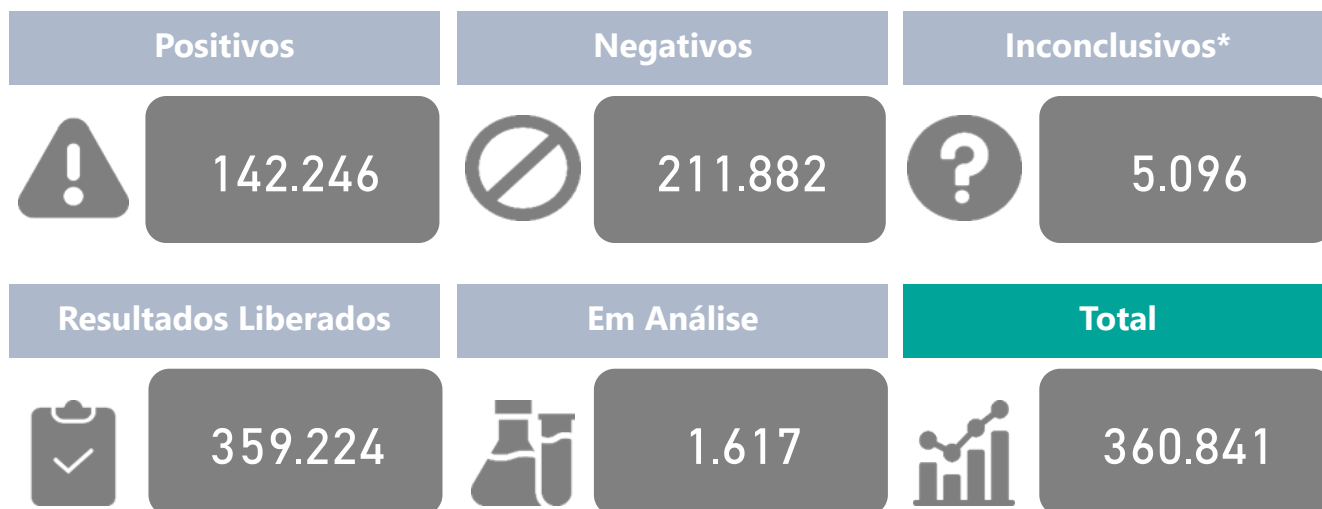 Positivos
Negativos
Inconclusivos*
142.246
211.882
5.096
Resultados Liberados
Em Análise
Total
359.224
1.617
360.841